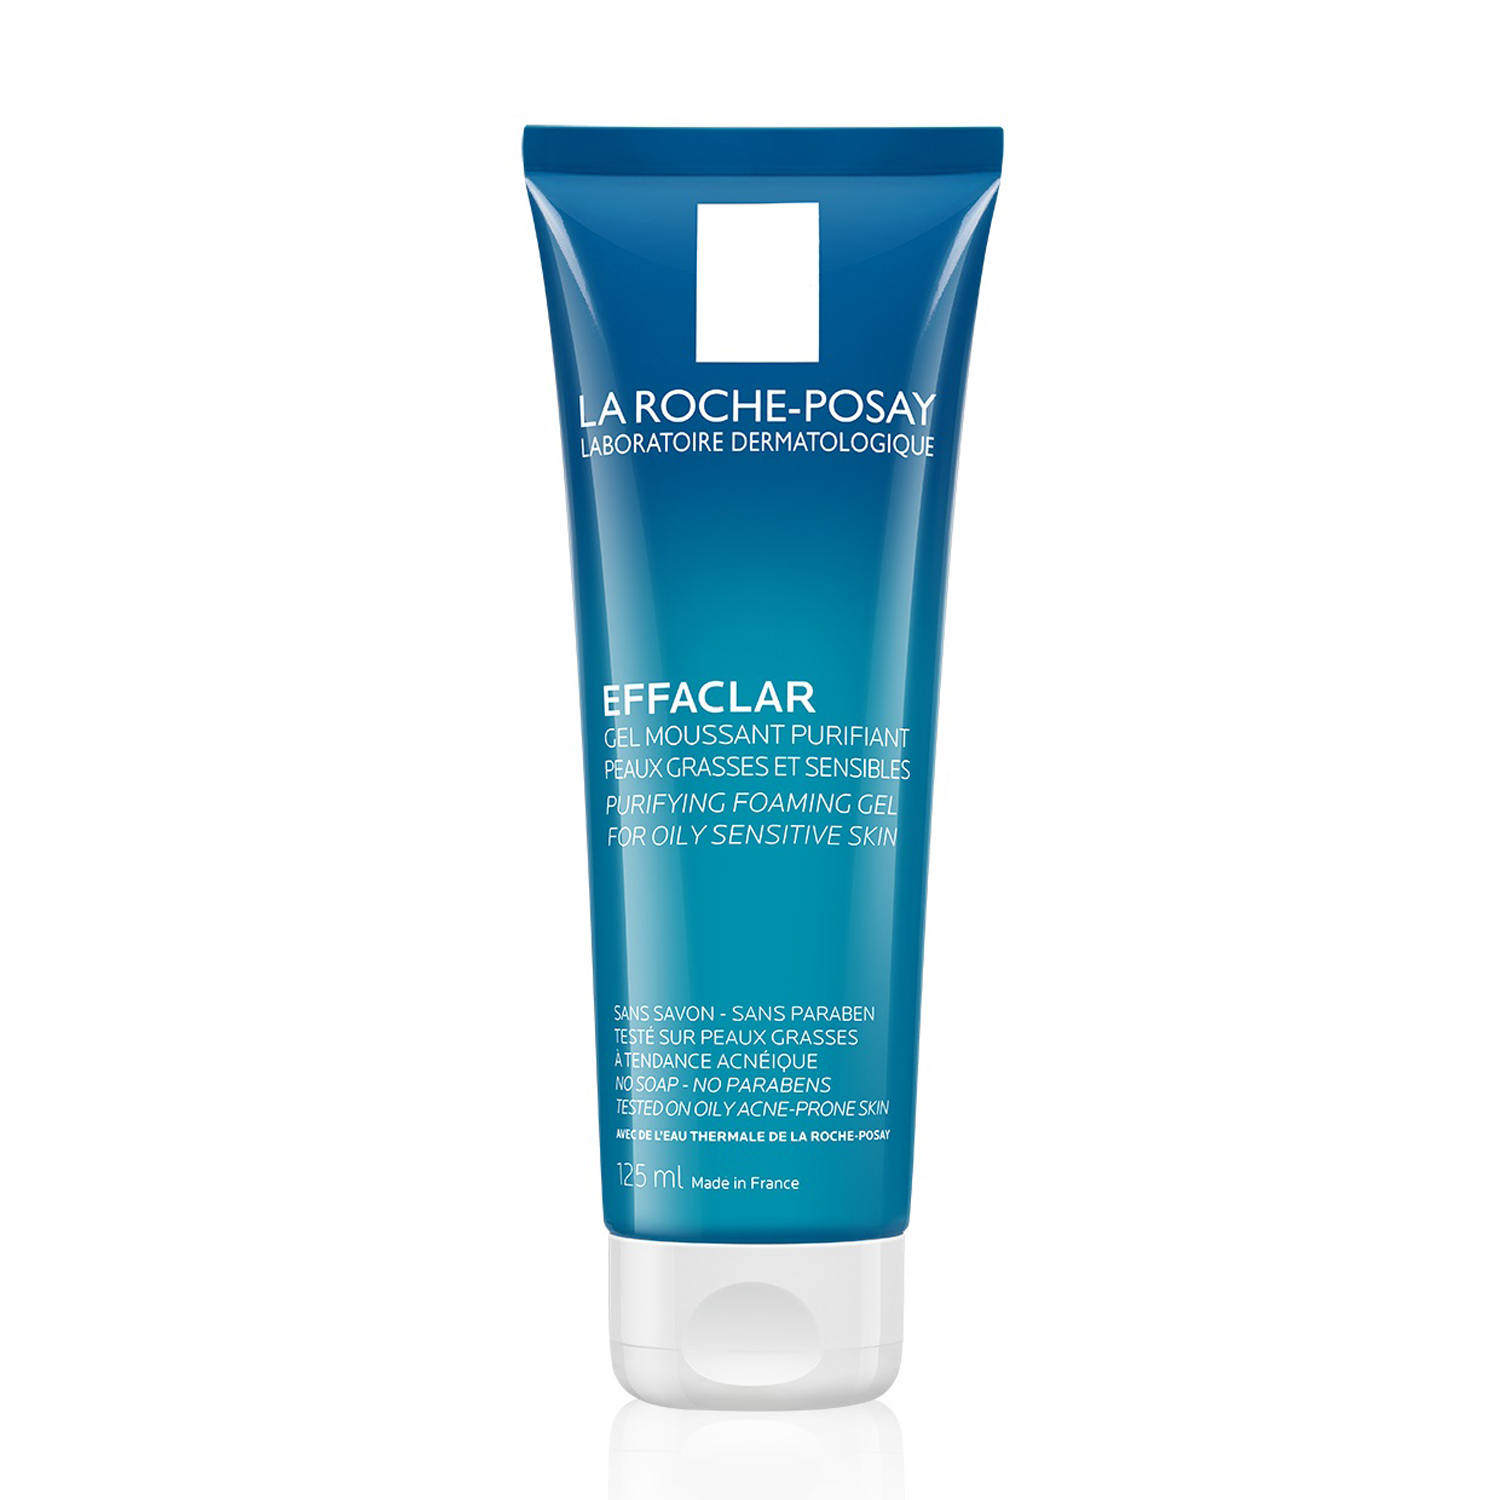 LA ROCHE-POSAY
LABORATOIRE DERMATOLOGIQUE
EFFACLAR
GEL MOUSSANT PURIFIANT
PEAUX GRASSES ET SENSIBLES
PURIFYING FOAMING GEL
FOR OILY SENSITIVE SKIN
SANS SAVON - SANS PARABEN
TESTÉ SUR PEAUX GRASSES
À TENDANCE ACNÉIQUE
NO SOAP - NO PARABENS
TESTED ON OILY ACNE-PRONE SKIN
AVEC DE L'EAU THERMALE DE LA ROCHE-POSAY
125 ml Made in France